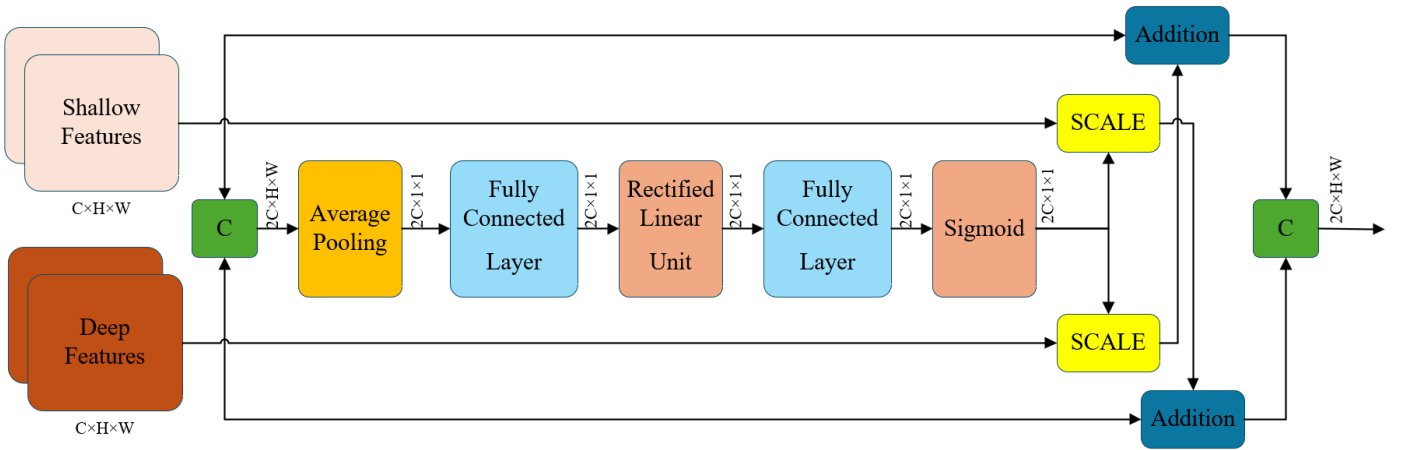 Addition
Shallow
Features
SCALE
C×H×W
C
2C×H×W
Average
Pooling
2C×1×1
Fully
Connected
Layer
2C×1×1
Rectified
Linear
Unit
2C×1×1
Fully
Connected
Layer
2C×1×1
Sigmoid
2C×1×1
C
2C×H×W
Deep
Features
SCALE
C×H×W
Addition